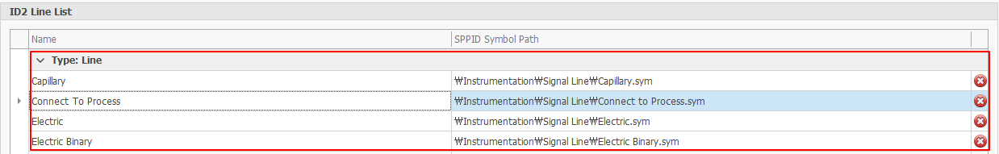 ID2 Line List
Name SPPID Symbol Path
Type: Line
Capillary ₩Instrumentation₩Signal Line₩Capillary.sym
Connect To Process ₩Instrumentation₩Signal Line₩Connect to Process.sym
Electric ₩Instrumentation₩Signal Line₩Electric.sym
Electric Binary ₩Instrumentation₩Signal Line₩Electric Binary.sym